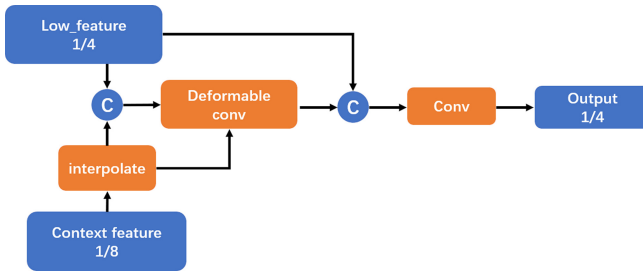 Low_feature
1/4
C
Deformable
conv
C
Conv
Output
1/4
interpolate
Context feature
1/8